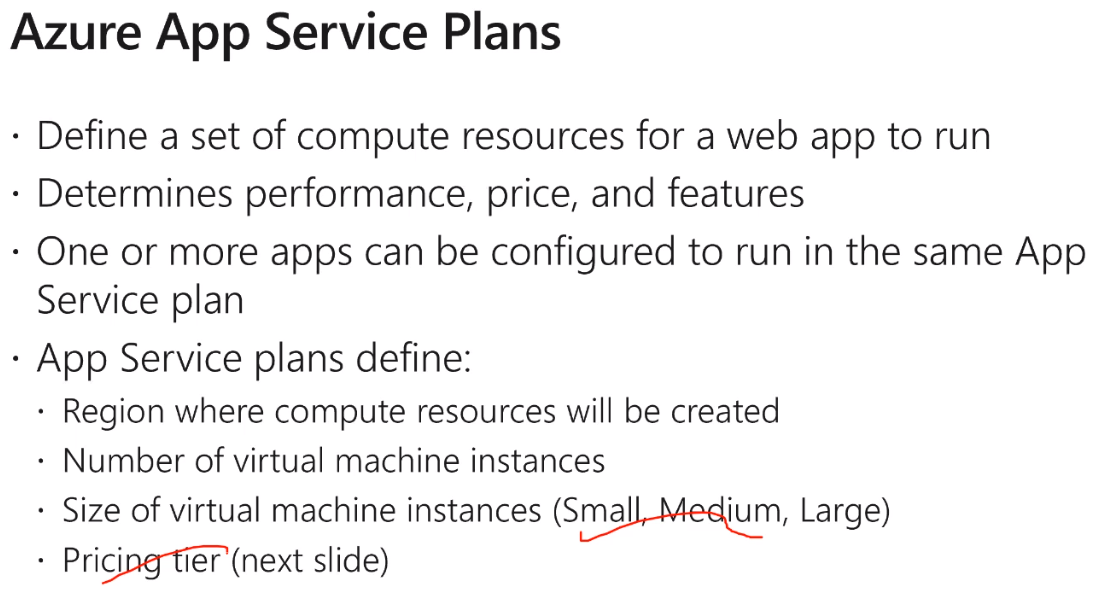 Azure App Service Plans
· Define a set of compute resources for a web app to run
· Determines performance, price, and features
· One or more apps can be configured to run in the same App
Service plan
· App Service plans define:
· Region where compute resources will be created
· Number of virtual machine instances
· Size of virtual machine instances (Small, Medium, Large)
· Pricing tier (next slide)